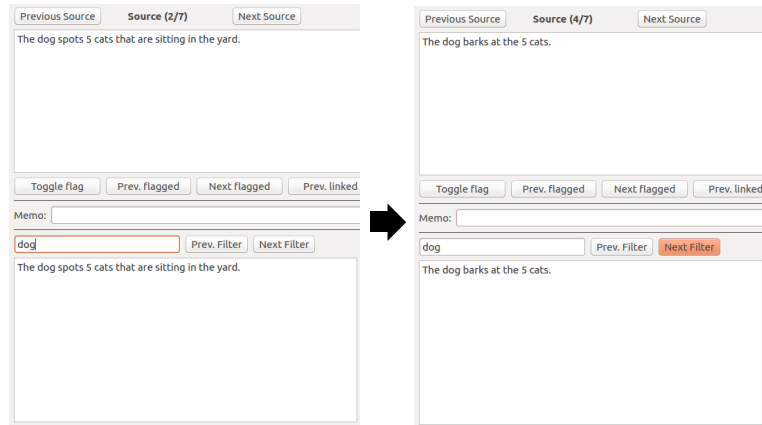 Previous Source Source (2/7) Next Source
The dog spots 5 cats that are sitting in the yard.
Toggle flag Prev. flagged Next flagged Prev. linked
Memo:
dog Prev. Filter Next Filter
The dog spots 5 cats that are sitting in the yard.
Previous Source Source (4/7) Next Source
The dog barks at the 5 cats.
Toggle flag Prev. flagged Next flagged Prev. linked
Memo:
dog Prev. Filter Next Filter
The dog barks at the 5 cats.